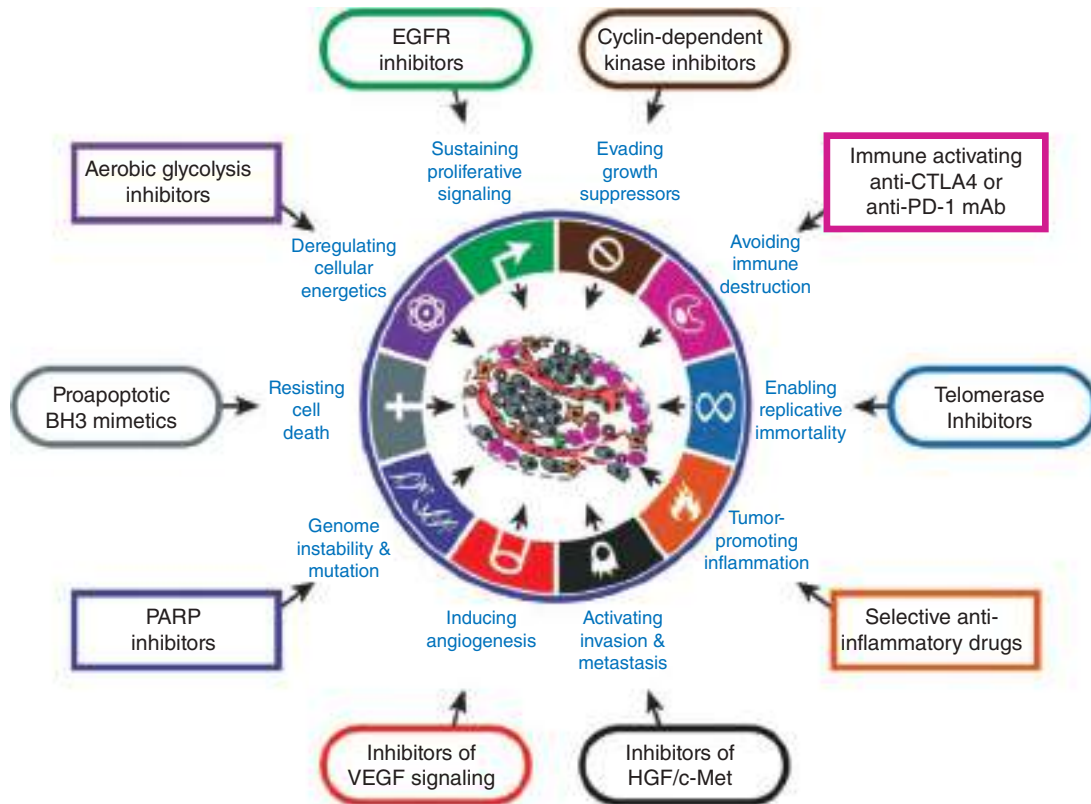 EGFR
inhibitors
Cyclin-dependent
kinase inhibitors
Sustaining
proliferative
signaling
Evading
growth
suppressors
Aerobic glycolysis
inhibitors
Immune activating
anti-CTLA4 or
anti-PD-1 mAb
Deregulating
cellular
energetics
Avoiding
immune
destruction
Proapoptotic
BH3 mimetics
Resisting
cell
death
Enabling
replicative
immortality
Telomerase
Inhibitors
Genome
instability &
mutation
Tumor-
promoting
inflammation
PARP
inhibitors
Inducing
angiogenesis
Activating
invasion &
metastasis
Selective anti-
inflammatory drugs
Inhibitors of
VEGF signaling
Inhibitors of
HGF/c-Met